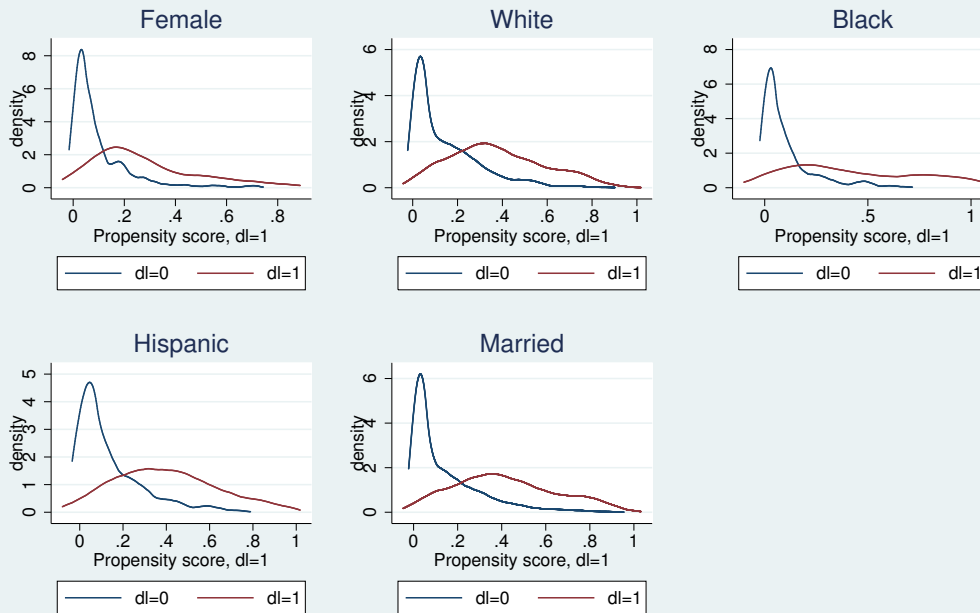 Female
density
8
6
4
2
0
0 .2 .4 .6 .8
Propensity score, dl=1
dl=0 dl=1
White
density
6
4
2
0
0 .2 .4 .6 .8 1
Propensity score, dl=1
dl=0 dl=1
Black
density
8
6
4
2
0
0 .5 1
Propensity score, dl=1
dl=0 dl=1
Hispanic
density
5
4
3
2
1
0
0 .2 .4 .6 .8 1
Propensity score, dl=1
dl=0 dl=1
Married
density
6
4
2
0
0 .2 .4 .6 .8 1
Propensity score, dl=1
dl=0 dl=1